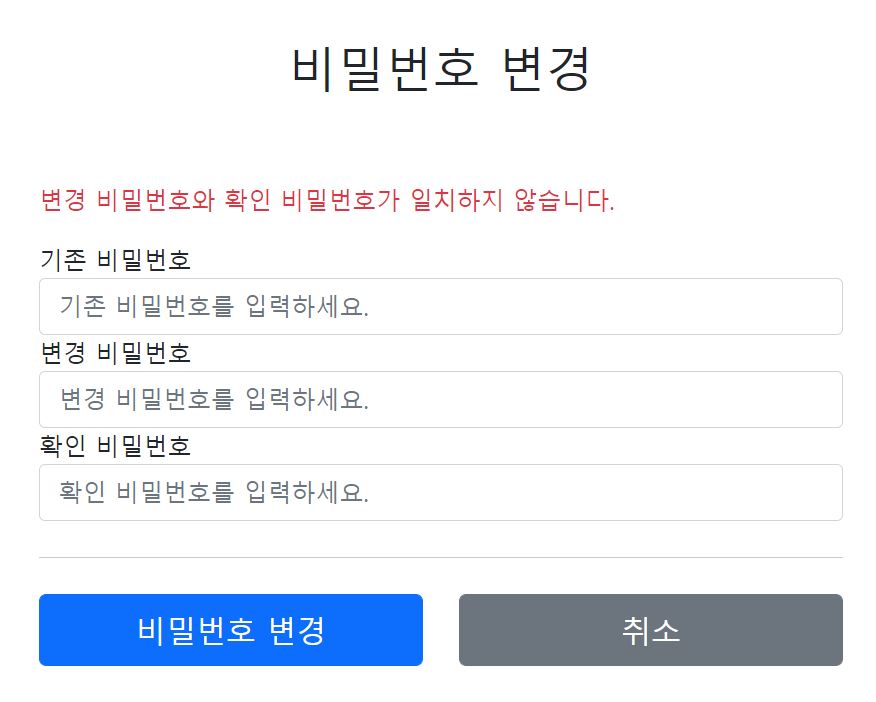 비밀번호 변경
변경 비밀번호와 확인 비밀번호가 일치하지 않습니다.
기존 비밀번호
기존 비밀번호를 입력하세요.
변경 비밀번호
변경 비밀번호를 입력하세요.
확인 비밀번호
확인 비밀번호를 입력하세요.
비밀번호 변경
취소